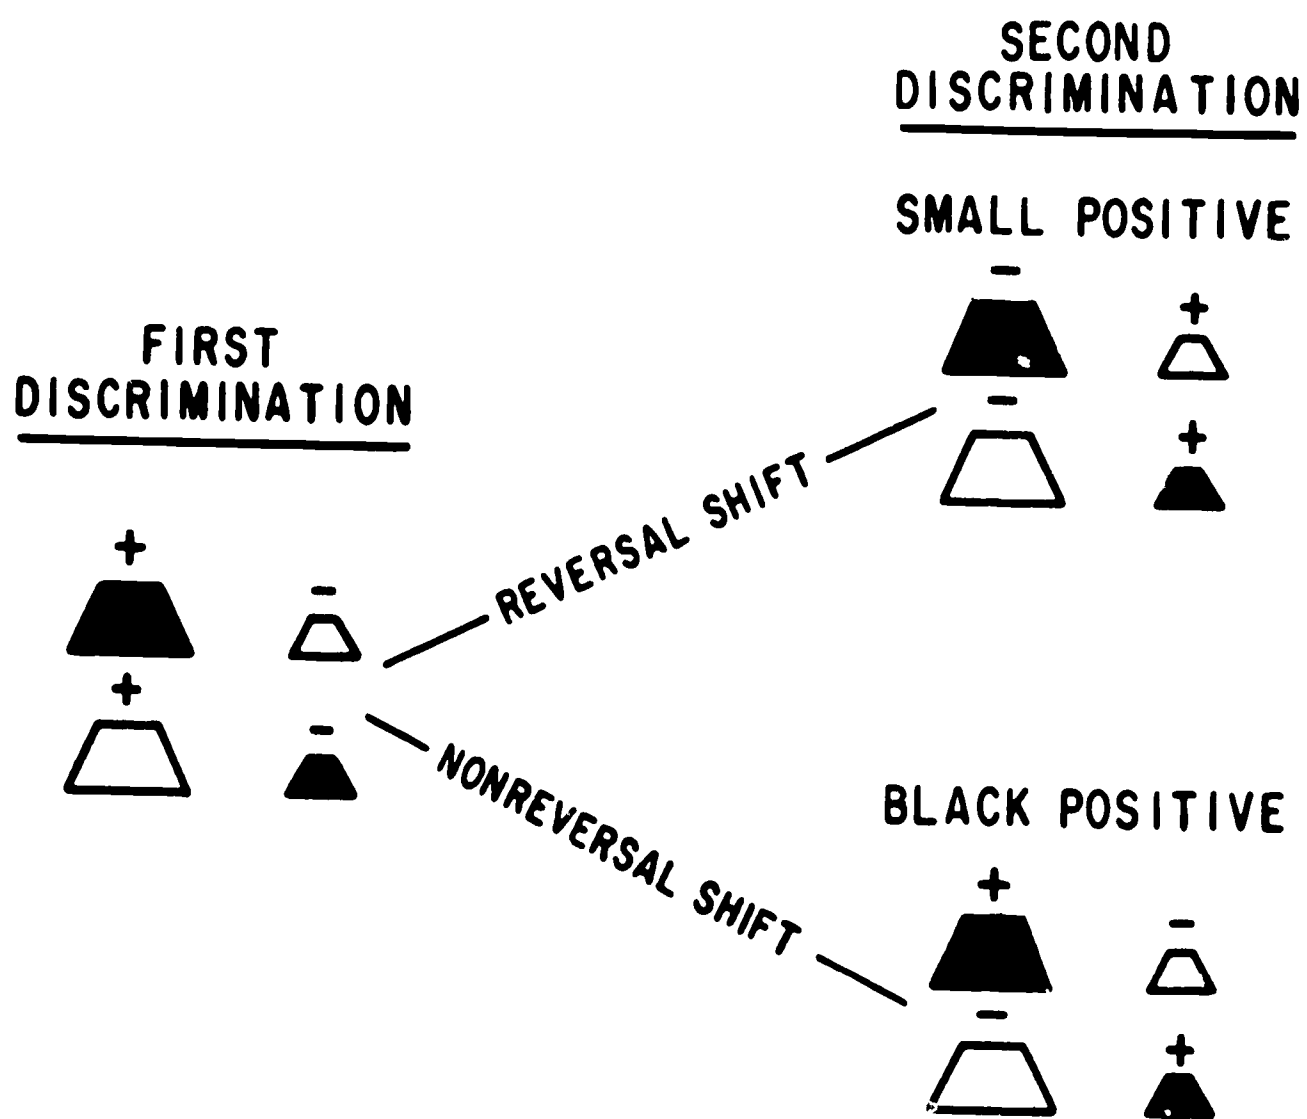 SECOND
DISCRIMINATION
SMALL POSITIVE
-
+
-
+
FIRST
DISCRIMINATION
+
-
+
-
REVERSAL SHIFT
NONREVERSAL SHIFT
BLACK POSITIVE
+
-
-
+